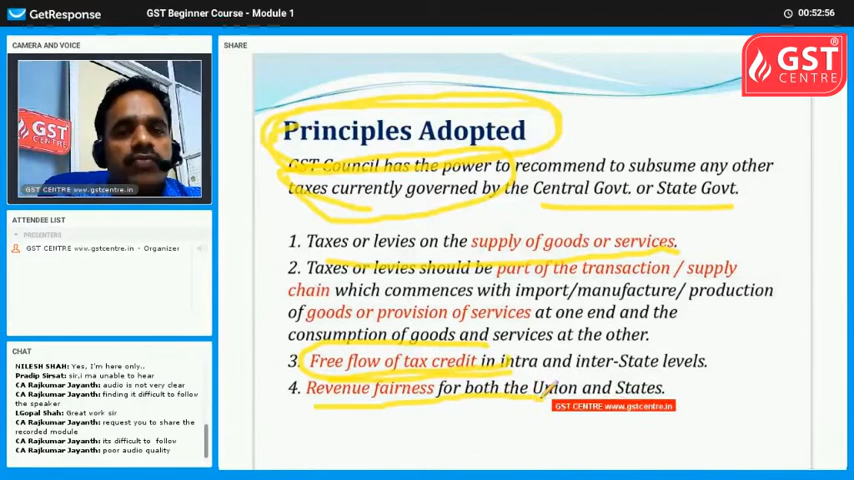 GetResponse
GST Beginner Course - Module 1
00:52:56
CAMERA AND VOICE
SHARE
GST
CENTRE
®
GST
GST CENTRE www.gstcentre.in
Principles Adopted
GST Council has the power to recommend to subsume any other
taxes currently governed by the Central Govt. or State Govt.
1. Taxes or levies on the supply of goods or services.
2. Taxes or levies should be part of the transaction / supply
chain which commences with import/manufacture/ production
of goods or provision of services at one end and the
consumption of goods and services at the other.
3. Free flow of tax credit in intra and inter-State levels.
4. Revenue fairness for both the Union and States.
GST CENTRE www.gstcentre.in
ATTENDEE LIST
PRESENTERS
GST CENTRE www.gstcentre.in - Organizer
CHAT
NILESH SHAH: Yes, I'm here only..
Pradip Sirsat: sir.i ma unable to hear
CA Rajkumar Jayanth: audio is not very clear
CA Rajkumar Jayanth: finding it difficult to follow
the speaker
LGopal Shah: Great work sir
CA Rajkumar Jayanth: request you to share the
recorded module
CA Rajkumar Jayanth: its difficult to follow
CA Rajkumar Jayanth: poor audio quality